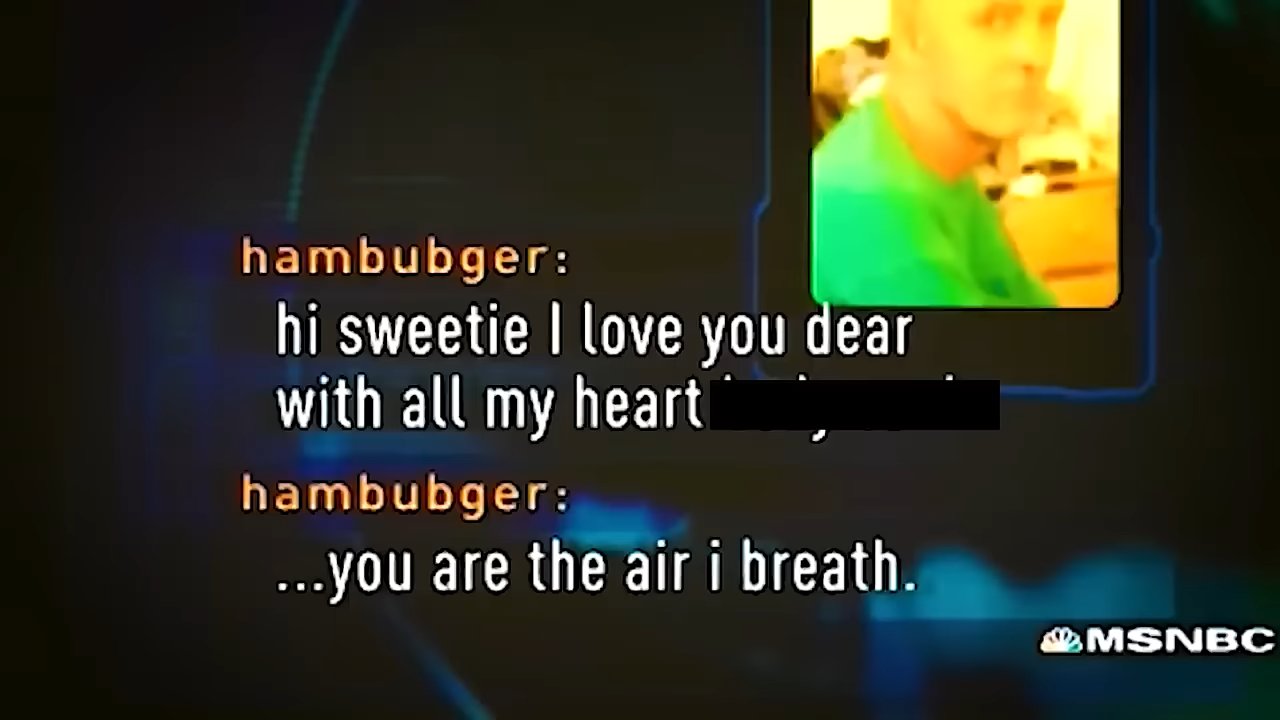 hambubger:
hi sweetie I love you dear
with all my heart
hambubger:
...you are the air i breath.
MSNBC